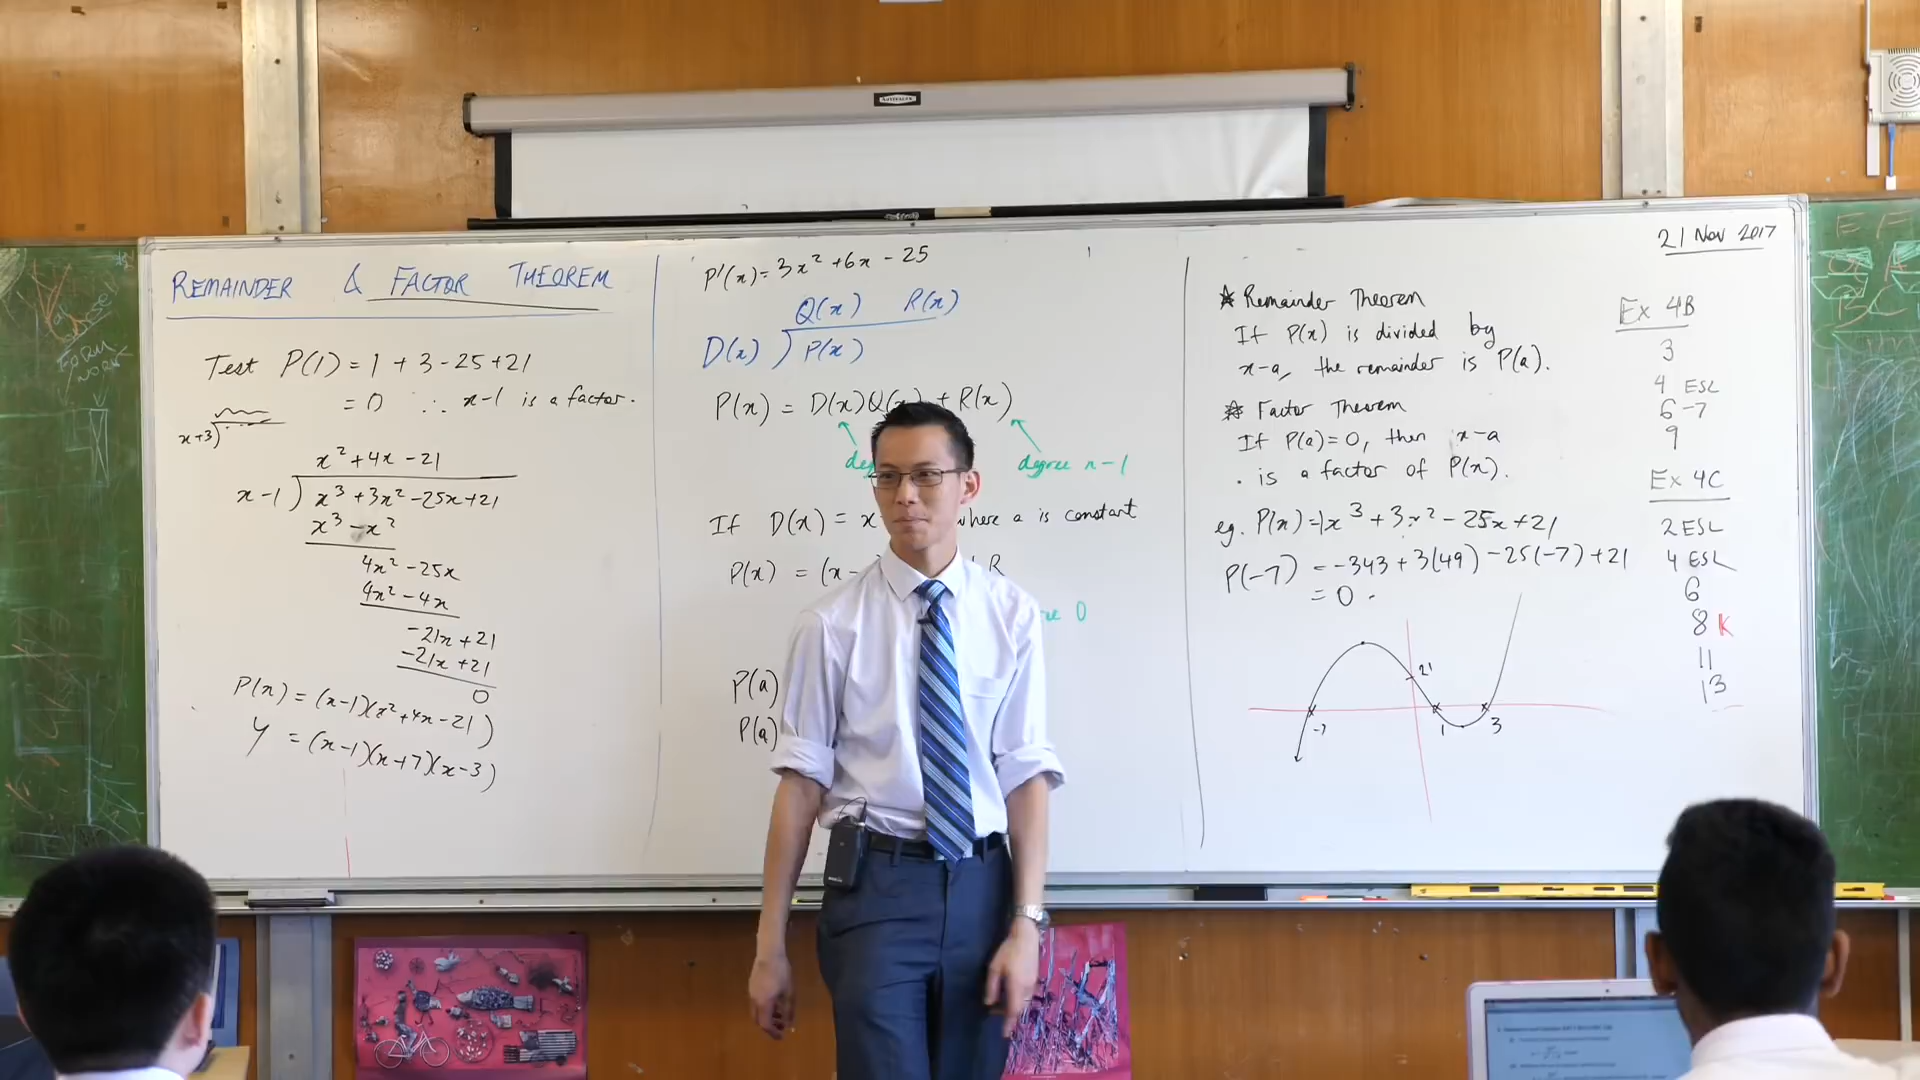 REMAINDER & FACTOR THEOREM
Test P(1) = 1 + 3 - 25 + 21
= 0 ∴ x-1 is a factor.
x+3)
x² + 4x - 21
x-1 ) x³ + 3x² - 25x + 21
x³ - x²
4x² - 25x
4x² - 4x
-21x + 21
-21x + 21
0
P(x) = (x-1)(x²+4x-21)
y = (x-1)(x+7)(x-3)
P'(x) = 3x² + 6x - 25
Q(x) R(x)
D(x) ) P(x)
P(x) = D(x)Q(x) + R(x)
degree n-1
If D(x) = x where a is constant
P(x) = (x- R
0
P(a)
P(a)
21 Nov 2017
★ Remainder Theorem
If P(x) is divided by
x-a, the remainder is P(a).
★ Factor Theorem
If P(a)=0, then x-a
is a factor of P(x).
eg. P(x)=1x³ + 3x² - 25x + 21
P(-7) = -343 + 3(49) - 25(-7) + 21
= 0
21
-7
1
3
Ex 4B
3
4 ESL
6-7
9
Ex 4C
2 ESL
4 ESL
6
8 K
11
13
FORM
WORK